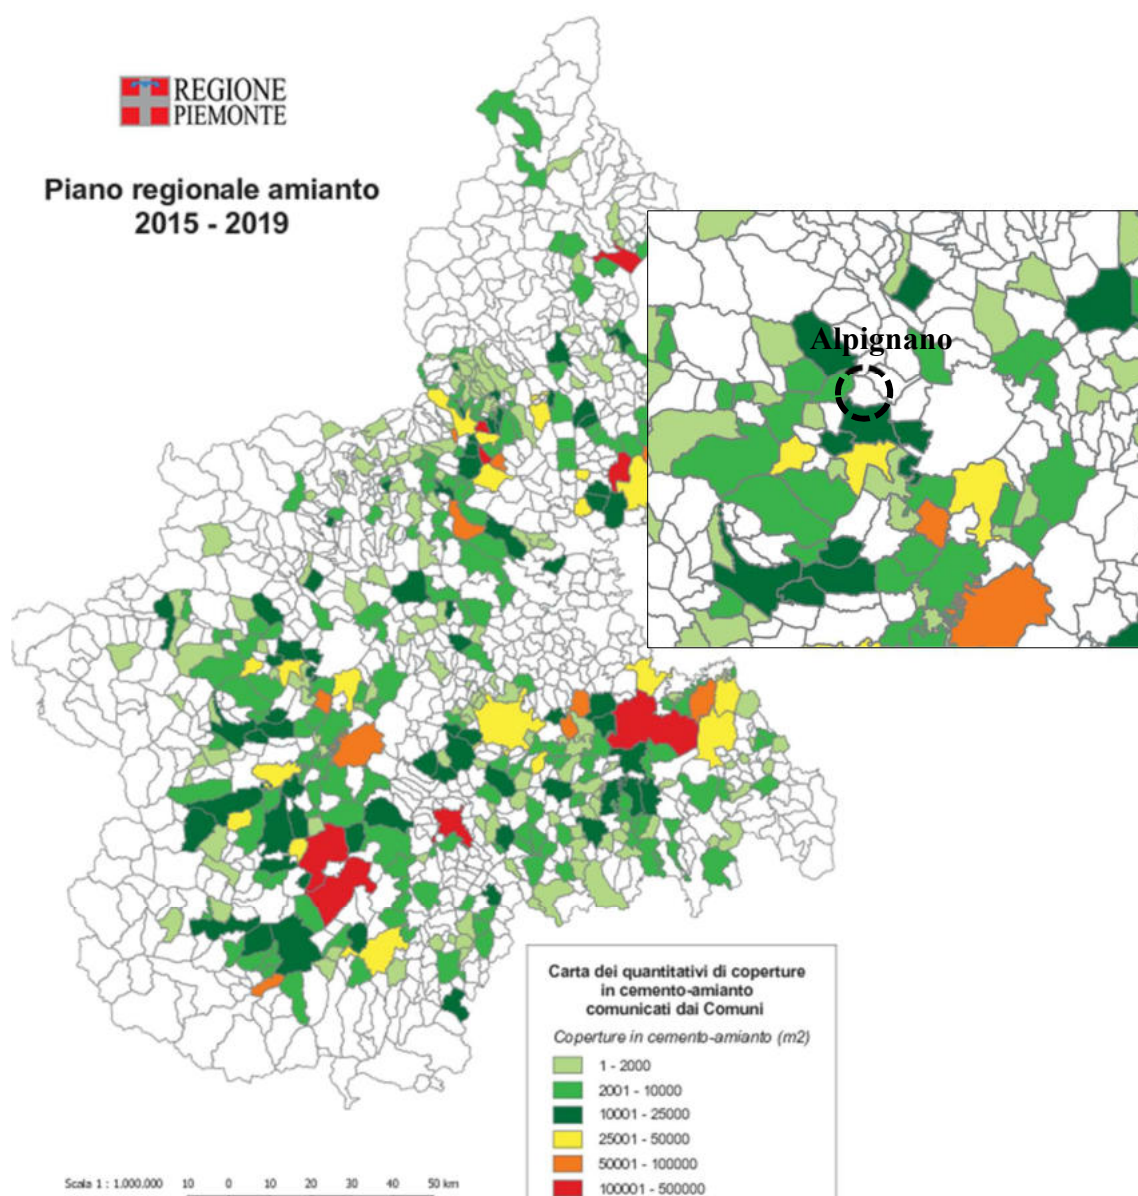 REGIONE
PIEMONTE
Piano regionale amianto
2015 - 2019
Alpignano
Carta dei quantitativi di coperture
in cemento-amianto
comunicati dai Comuni
Coperture in cemento-amianto (m2)
1 - 2000
2001 - 10000
10001 - 25000
25001 - 50000
50001 - 100000
100001 - 500000
Scala 1 : 1.000.000 10 0 10 20 30 40 50 km